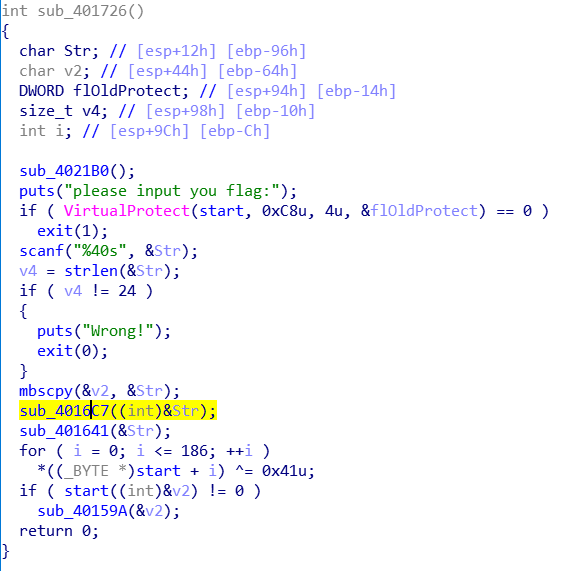 int sub_401726()
{
  char Str; // [esp+12h] [ebp-96h]
  char v2; // [esp+44h] [ebp-64h]
  DWORD flOldProtect; // [esp+94h] [ebp-14h]
  size_t v4; // [esp+98h] [ebp-10h]
  int i; // [esp+9Ch] [ebp-Ch]

  sub_4021B0();
  puts("please input you flag:");
  if ( VirtualProtect(start, 0xC8u, 4u, &flOldProtect) == 0 )
    exit(1);
  scanf("%40s", &Str);
  v4 = strlen(&Str);
  if ( v4 != 24 )
  {
    puts("Wrong!");
    exit(0);
  }
  mbscpy(&v2, &Str);
  sub_4016C7((int)&Str);
  sub_401641(&Str);
  for ( i = 0; i <= 186; ++i )
    *((_BYTE *)start + i) ^= 0x41u;
  if ( start((int)&v2) != 0 )
    sub_40159A(&v2);
  return 0;
}